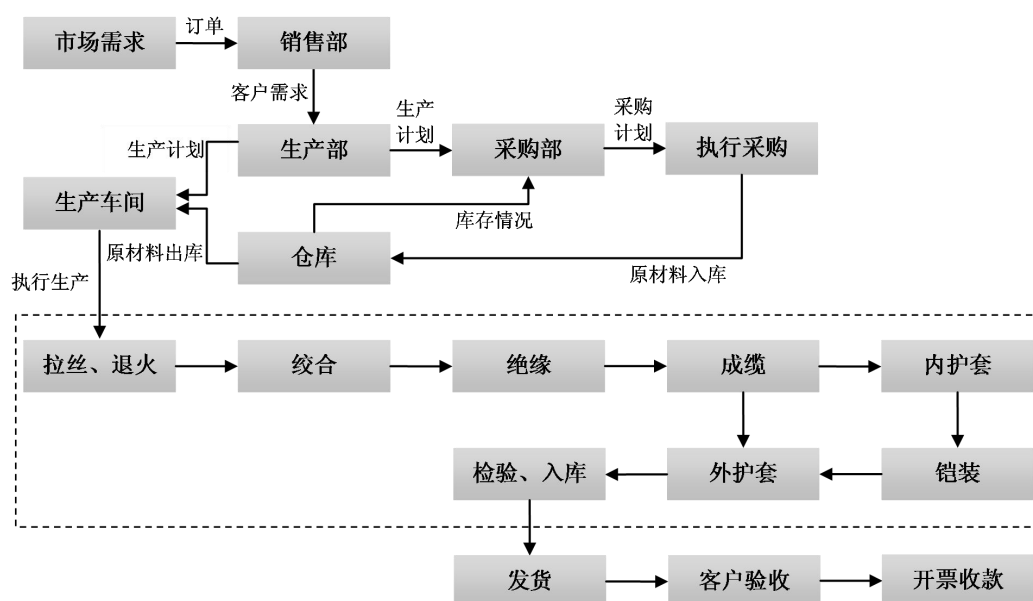 订单
市场需求
销售部
客户需求
生产
计划
采购
计划
生产计划
生产部
采购部
执行采购
生产车间
库存情况
原材料出库
仓库
原材料入库
执行生产
拉丝、退火
绞合
绝缘
成缆
内护套
检验、入库
外护套
铠装
发货
客户验收
开票收款